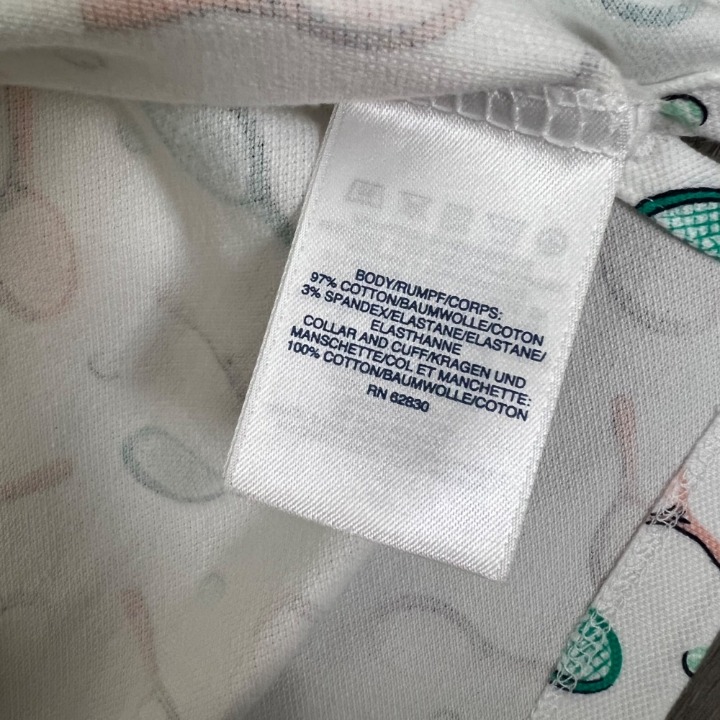 BODY/RUMPF/CORPS:
97% COTTON/BAUMWOLLE/COTON
3% SPANDEX/ELASTANE/ELASTANE/
ELASTHANNE
COLLAR AND CUFF/KRAGEN UND
MANSCHETTE/COL ET MANCHETTE:
100% COTTON/BAUMWOLLE/COTON
RN 62830